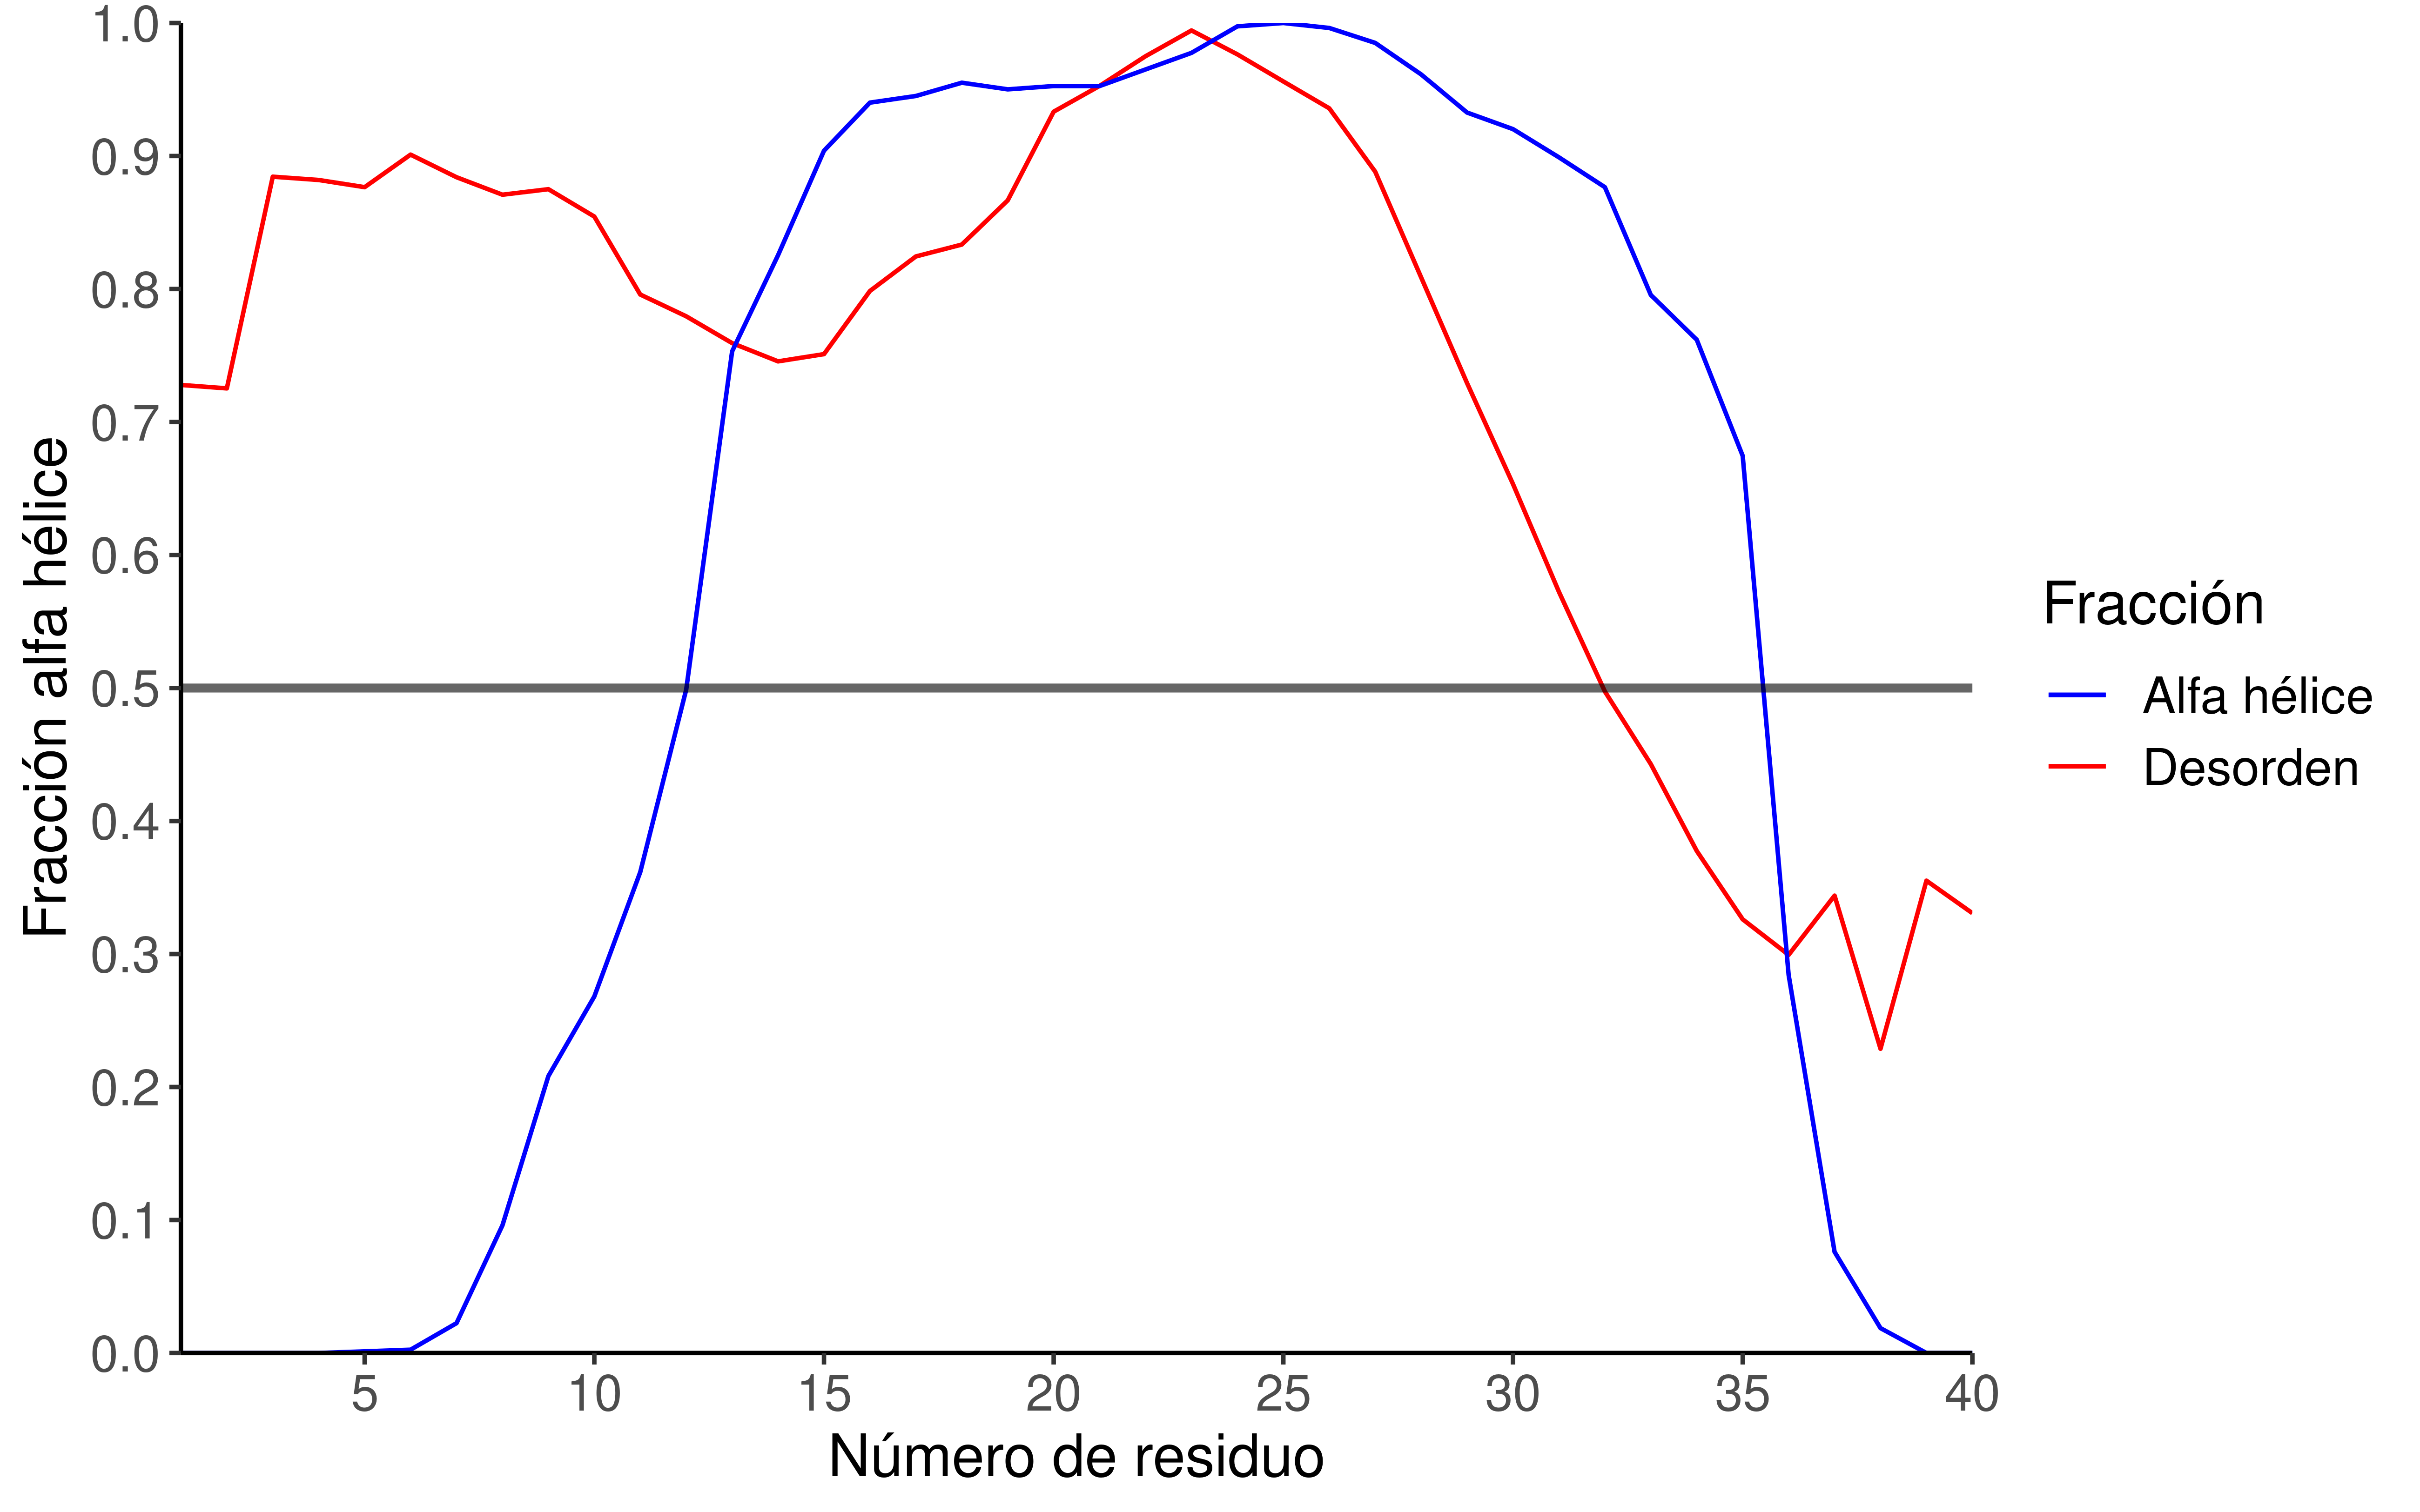 Fracción alfa hélice
1.0
0.9
0.8
0.7
0.6
0.5
0.4
0.3
0.2
0.1
0.0
5 10 15 20 25 30 35 40
Número de residuo
Fracción
Alfa hélice
Desorden